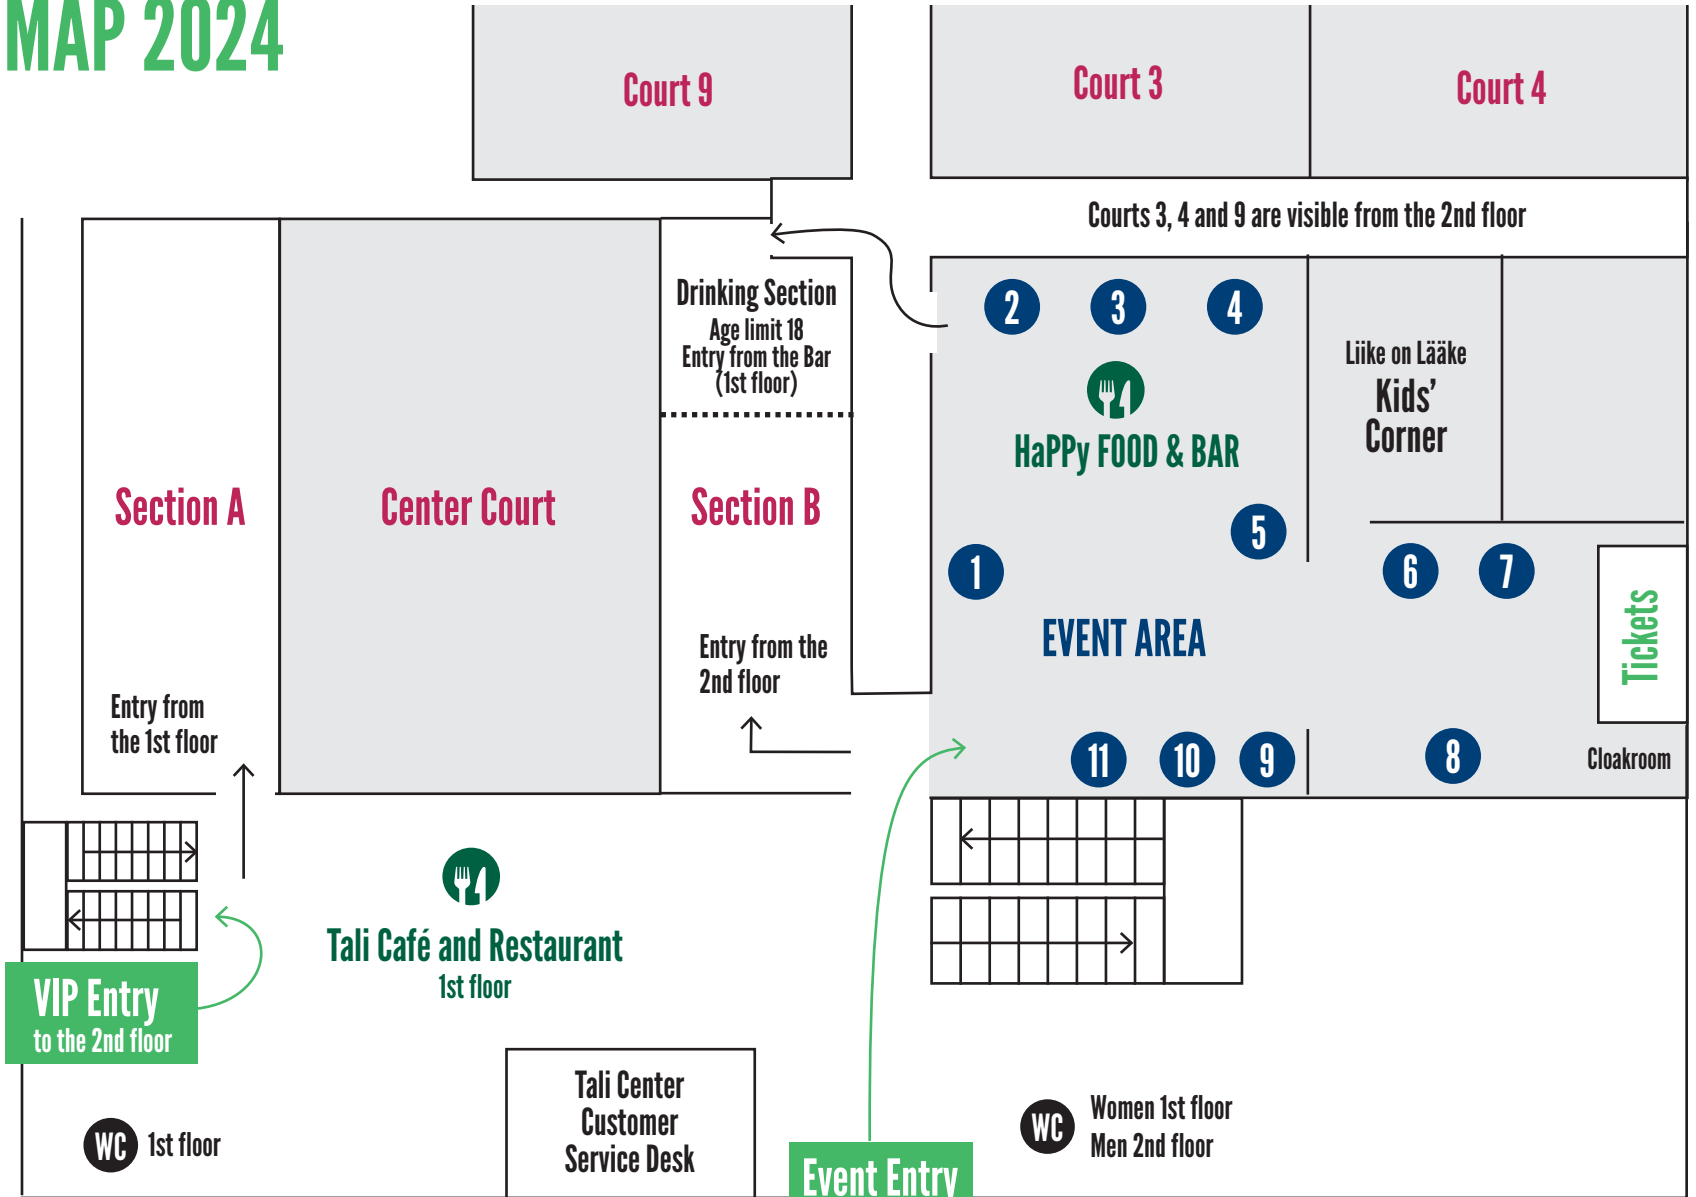 MAP 2024
Court 9
Court 3
Court 4
Courts 3, 4 and 9 are visible from the 2nd floor
Drinking Section
Age limit 18
Entry from the Bar
(1st floor)
2
3
4
HaPPy FOOD & BAR
Liike on Lääke
Kids’
Corner
Section A
Center Court
Section B
5
1
6
7
EVENT AREA
Tickets
Entry from the
2nd floor
Entry from
the 1st floor
11
10
9
8
Cloakroom
Tali Café and Restaurant
1st floor
VIP Entry
to the 2nd floor
WC
1st floor
Tali Center
Customer
Service Desk
WC
Women 1st floor
Men 2nd floor
Event Entry